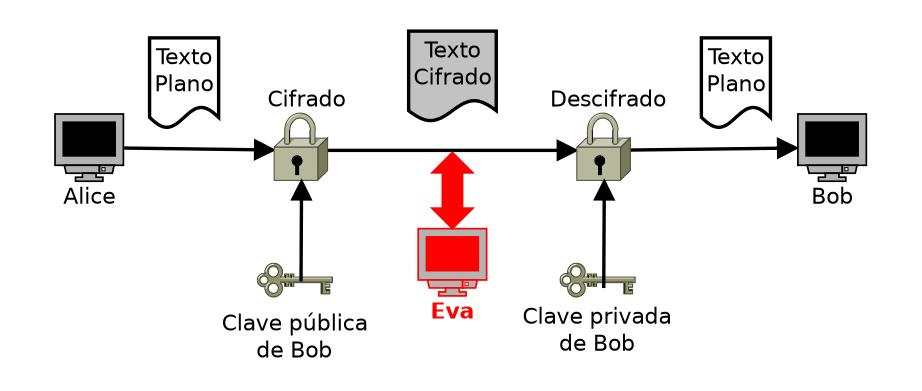 Texto
Plano
Texto
Cifrado
Texto
Plano
Cifrado
Descifrado
Alice
Bob
Eva
Clave pública
de Bob
Clave privada
de Bob